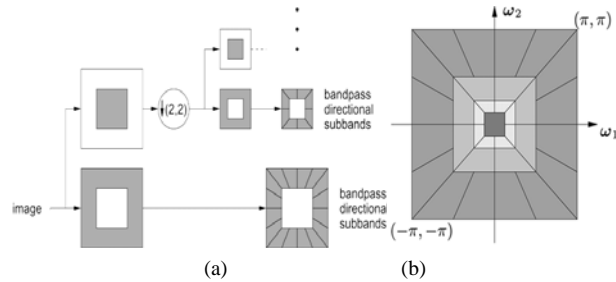 (2,2)
bandpass
directional
subbands
image
bandpass
directional
subbands
(a)
ω₂
(π, π)
ω₁
(−π, −π)
(b)